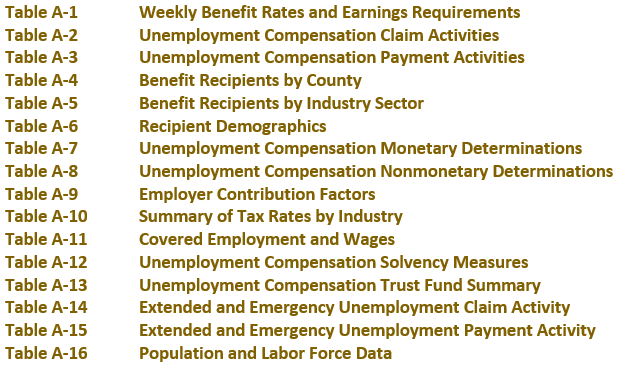 Table A-1 Weekly Benefit Rates and Earnings Requirements
Table A-2 Unemployment Compensation Claim Activities
Table A-3 Unemployment Compensation Payment Activities
Table A-4 Benefit Recipients by County
Table A-5 Benefit Recipients by Industry Sector
Table A-6 Recipient Demographics
Table A-7 Unemployment Compensation Monetary Determinations
Table A-8 Unemployment Compensation Nonmonetary Determinations
Table A-9 Employer Contribution Factors
Table A-10 Summary of Tax Rates by Industry
Table A-11 Covered Employment and Wages
Table A-12 Unemployment Compensation Solvency Measures
Table A-13 Unemployment Compensation Trust Fund Summary
Table A-14 Extended and Emergency Unemployment Claim Activity
Table A-15 Extended and Emergency Unemployment Payment Activity
Table A-16 Population and Labor Force Data